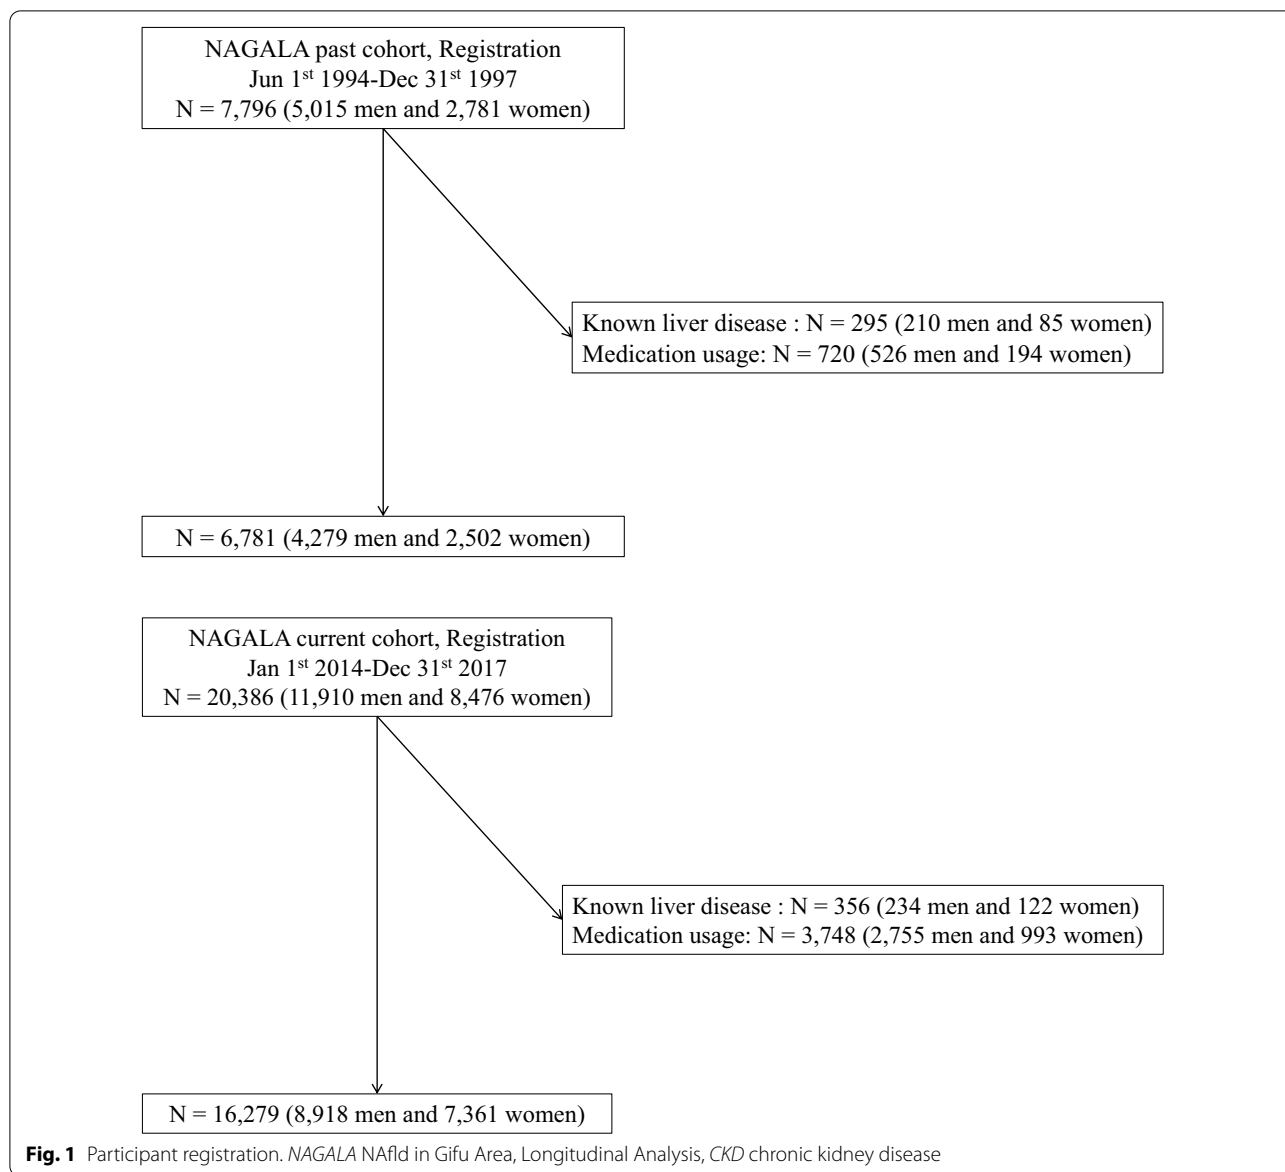 NAGALA past cohort, Registration
Jun 1st 1994-Dec 31st 1997
N = 7,796 (5,015 men and 2,781 women)
Known liver disease : N = 295 (210 men and 85 women)
Medication usage: N = 720 (526 men and 194 women)
N = 6,781 (4,279 men and 2,502 women)
NAGALA current cohort, Registration
Jan 1st 2014-Dec 31st 2017
N = 20,386 (11,910 men and 8,476 women)
Known liver disease : N = 356 (234 men and 122 women)
Medication usage: N = 3,748 (2,755 men and 993 women)
N = 16,279 (8,918 men and 7,361 women)
Fig. 1 Participant registration. NAGALA NAfld in Gifu Area, Longitudinal Analysis, CKD chronic kidney disease